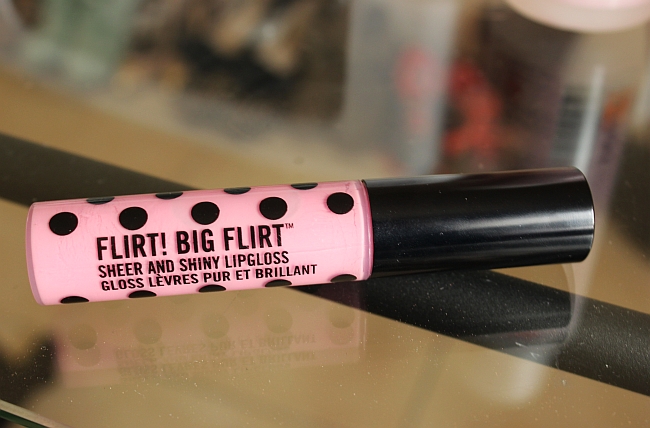 FLIRT! BIG FLIRT™
SHEER AND SHINY LIPGLOSS
GLOSS LÈVRES PUR ET BRILLANT